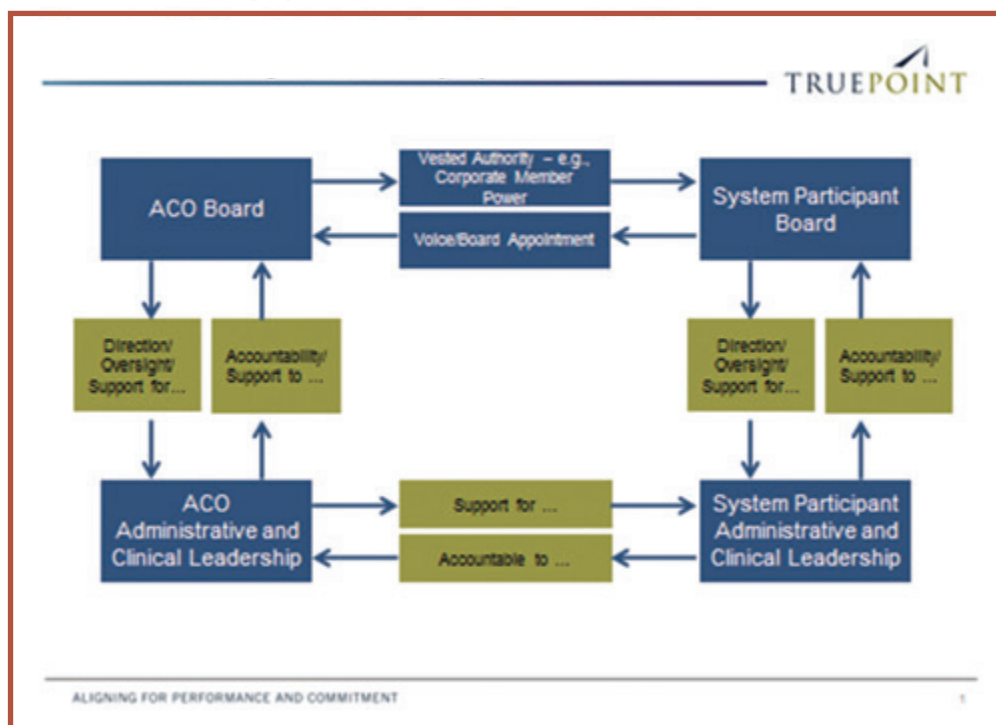 TRUEPOINT
ACO Board
Vested Authority – e.g.,
Corporate Member
Power
Voice/Board Appointment
System Participant
Board
Direction/
Oversight/
Support for...
Accountability/
Support to ...
Direction/
Oversight/
Support for...
Accountability/
Support to ...
ACO
Administrative and
Clinical Leadership
Support for ...
Accountable to ...
System Participant
Administrative and
Clinical Leadership
ALIGNING FOR PERFORMANCE AND COMMITMENT
1